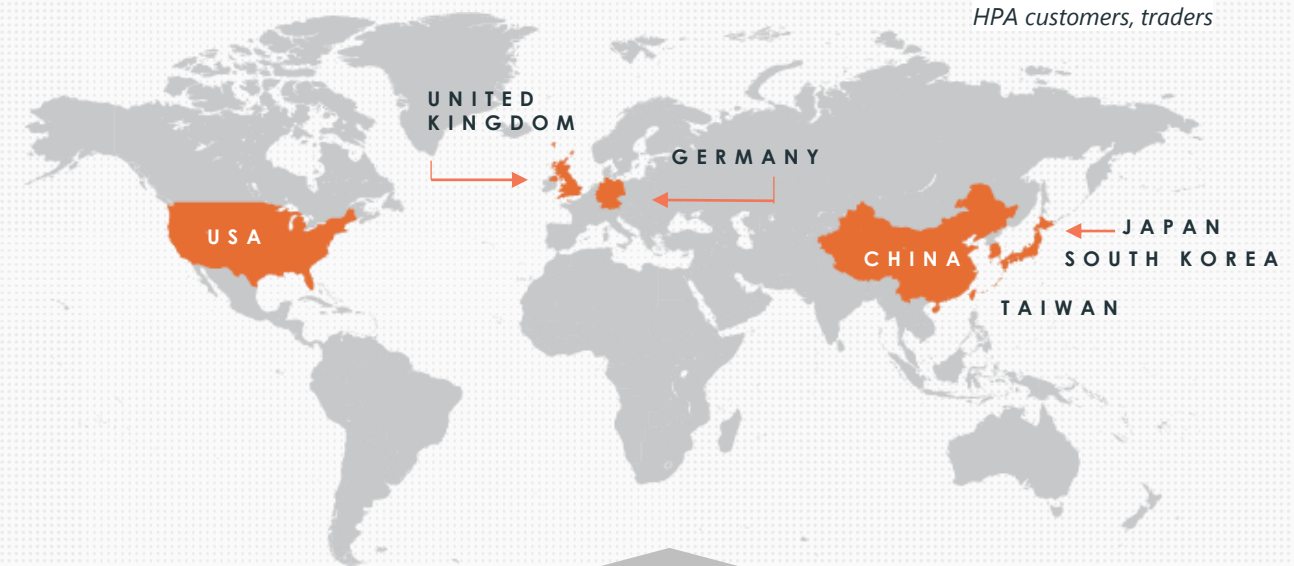 HPA customers, traders
UNITED
KINGDOM
GERMANY
USA
CHINA
JAPAN
SOUTH KOREA
TAIWAN